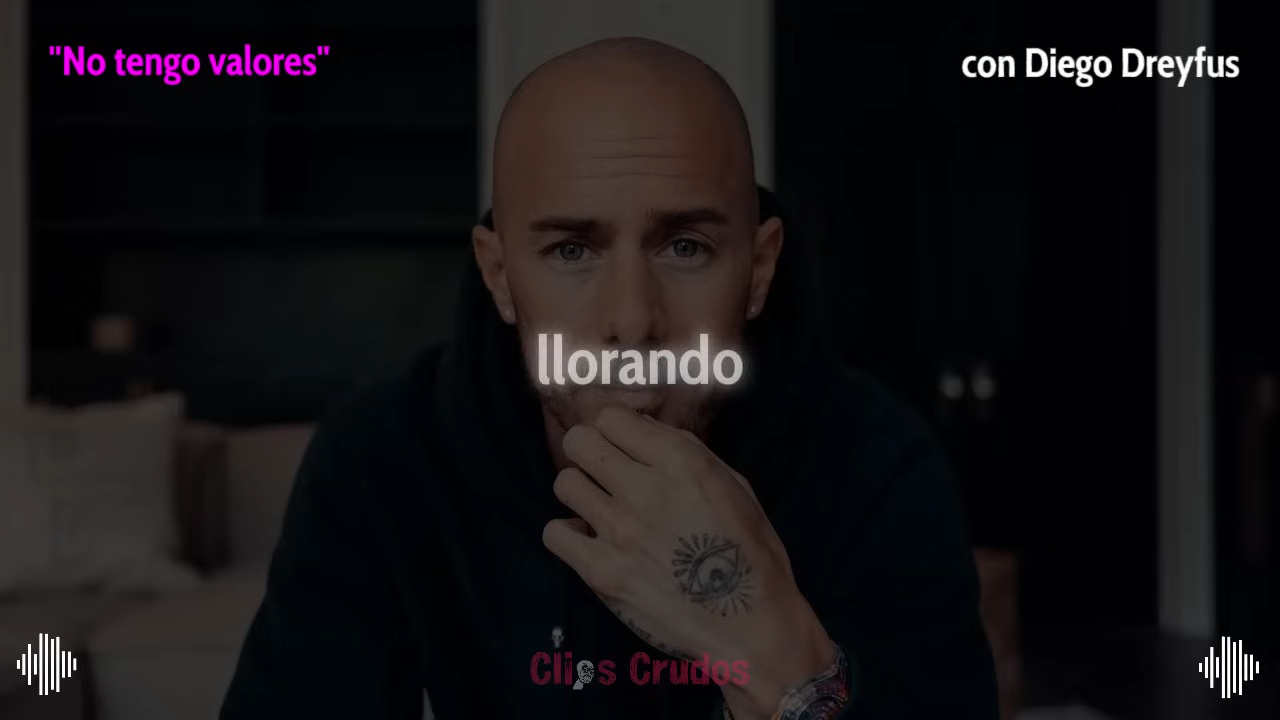 "No tengo valores"
con Diego Dreyfus
llorando
Clips Crudos